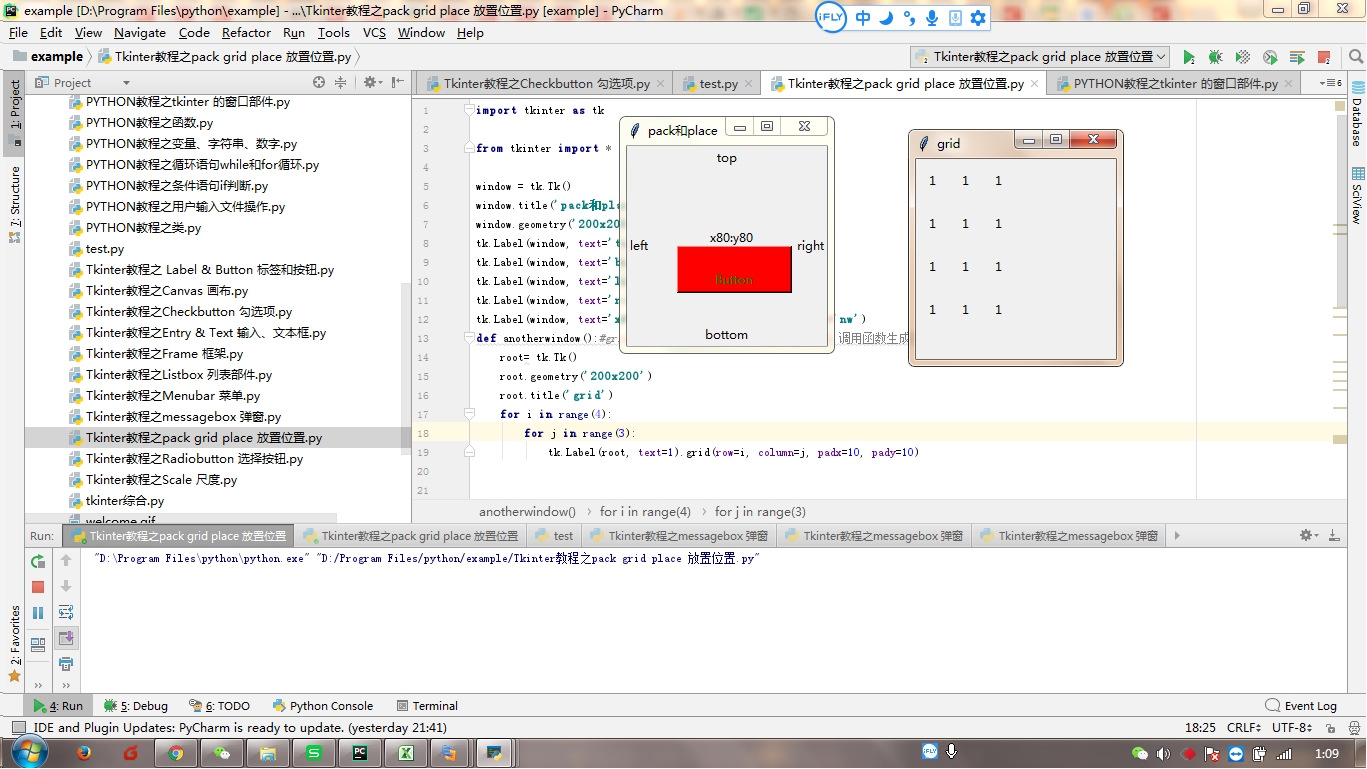 example [D:\Program Files\python\example] - ...\Tkinter教程之pack grid place 放置位置.py [example] - PyCharm
iFLY 中
File Edit View Navigate Code Refactor Run Tools VCS Window Help
example Tkinter教程之pack grid place 放置位置.py Tkinter教程之pack grid place 放置位置
Project Tkinter教程之Checkbutton 勾选项.py test.py Tkinter教程之pack grid place 放置位置.py PYTHON教程之tkinter 的窗口部件.py 6
1: Project
7: Structure
2: Favorites
Database
SciView
PYTHON教程之tkinter 的窗口部件.py
PYTHON教程之函数.py
PYTHON教程之变量、字符串、数字.py
PYTHON教程之循环语句while和for循环.py
PYTHON教程之条件语句if判断.py
PYTHON教程之用户输入文件操作.py
PYTHON教程之类.py
test.py
Tkinter教程之 Label & Button 标签和按钮.py
Tkinter教程之Canvas 画布.py
Tkinter教程之Checkbutton 勾选项.py
Tkinter教程之Entry & Text 输入、文本框.py
Tkinter教程之Frame 框架.py
Tkinter教程之Listbox 列表部件.py
Tkinter教程之Menubar 菜单.py
Tkinter教程之messagebox 弹窗.py
Tkinter教程之pack grid place 放置位置.py
Tkinter教程之Radiobutton 选择按钮.py
Tkinter教程之Scale 尺度.py
tkinter综合.py
welcome.gif
1 import tkinter as tk
2
3 from tkinter import *
4
5 window = tk.Tk()
6 window.title('pack和pla
7 window.geometry('200x20
8 tk.Label(window, text='t
9 tk.Label(window, text='b
10 tk.Label(window, text='l
11 tk.Label(window, text='r
12 tk.Label(window, text='x 'nw')
13 def anotherwindow():#gr 调用函数生成
14 root= tk.Tk()
15 root.geometry('200x200')
16 root.title('grid')
17 for i in range(4):
18 for j in range(3):
19 tk.Label(root, text=1).grid(row=i, column=j, padx=10, pady=10)
20
21
pack和place
top
left
x80:y80
right
Button
bottom
grid
1 1 1
1 1 1
1 1 1
1 1 1
anotherwindow() for i in range(4) for j in range(3)
Run: Tkinter教程之pack grid place 放置位置 Tkinter教程之pack grid place 放置位置 test Tkinter教程之messagebox 弹窗 Tkinter教程之messagebox 弹窗 Tkinter教程之messagebox 弹窗
"D:\Program Files\python\python.exe" "D:/Program Files/python/example/Tkinter教程之pack grid place 放置位置.py"
4: Run 5: Debug 6: TODO Python Console Terminal Event Log
IDE and Plugin Updates: PyCharm is ready to update. (yesterday 21:41) 18:25 CRLF UTF-8
iFLY 1:09